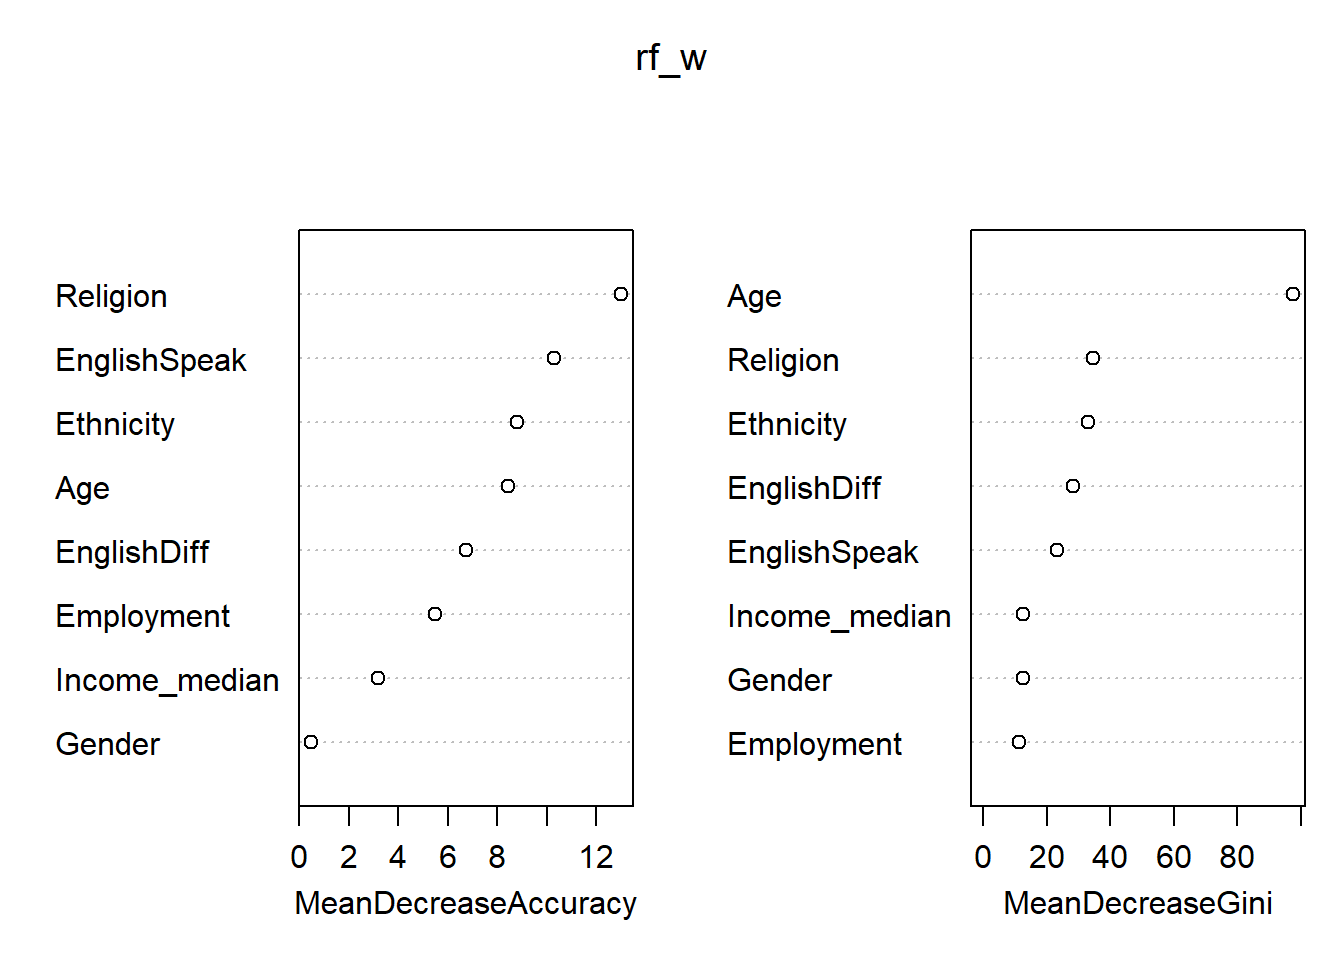 rf_w
Religion
EnglishSpeak
Ethnicity
Age
EnglishDiff
Employment
Income_median
Gender
0 2 4 6 8 12
MeanDecreaseAccuracy
Age
Religion
Ethnicity
EnglishDiff
EnglishSpeak
Income_median
Gender
Employment
0 20 40 60 80
MeanDecreaseGini